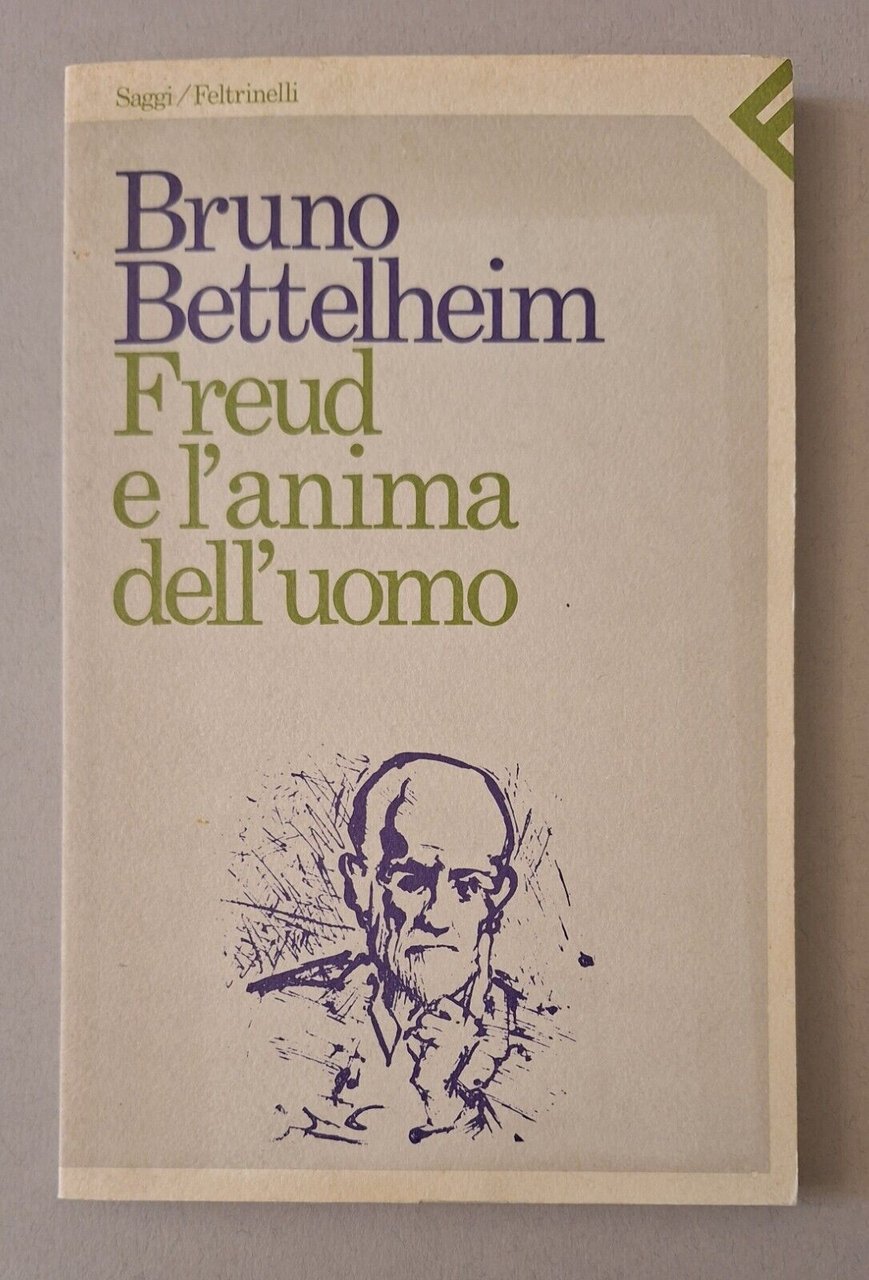 Saggi/Feltrinelli
Bruno
Bettelheim
Freud
e l'anima
dell'uomo